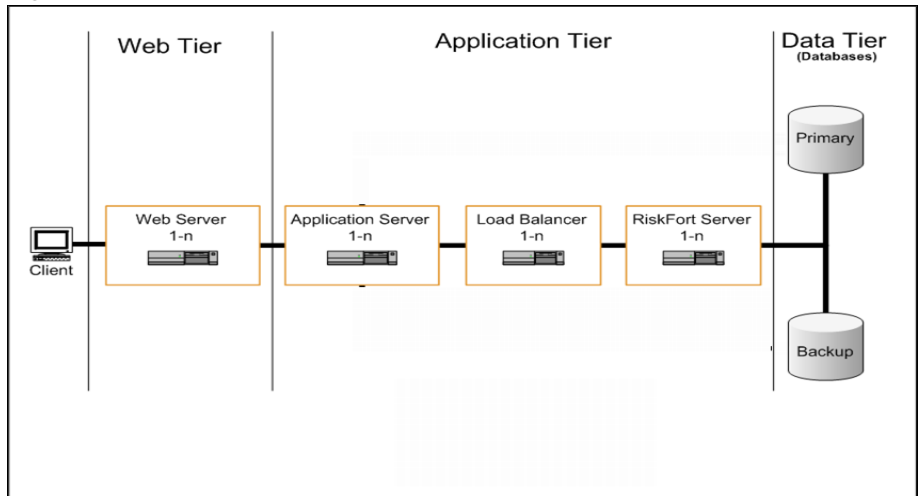 Web Tier
Application Tier
Data Tier
(Databases)
Primary
Web Server
1-n
Application Server
1-n
Load Balancer
1-n
RiskFort Server
1-n
Client
Backup